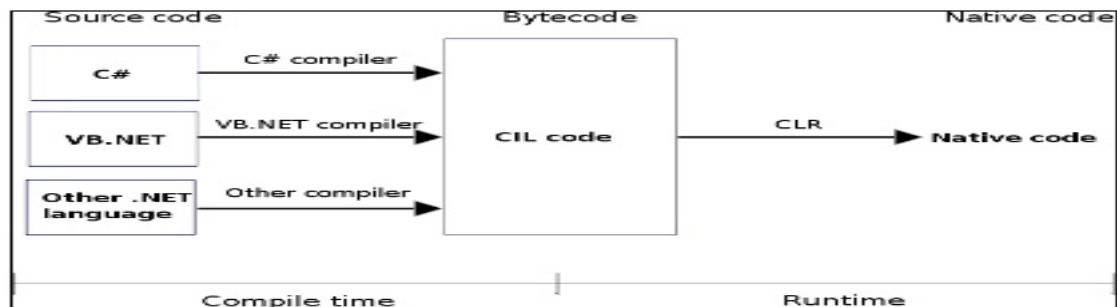 Source code Bytecode Native code
C# C# compiler
VB.NET VB.NET compiler CIL code CLR Native code
Other .NET
language Other compiler
Compile time Runtime